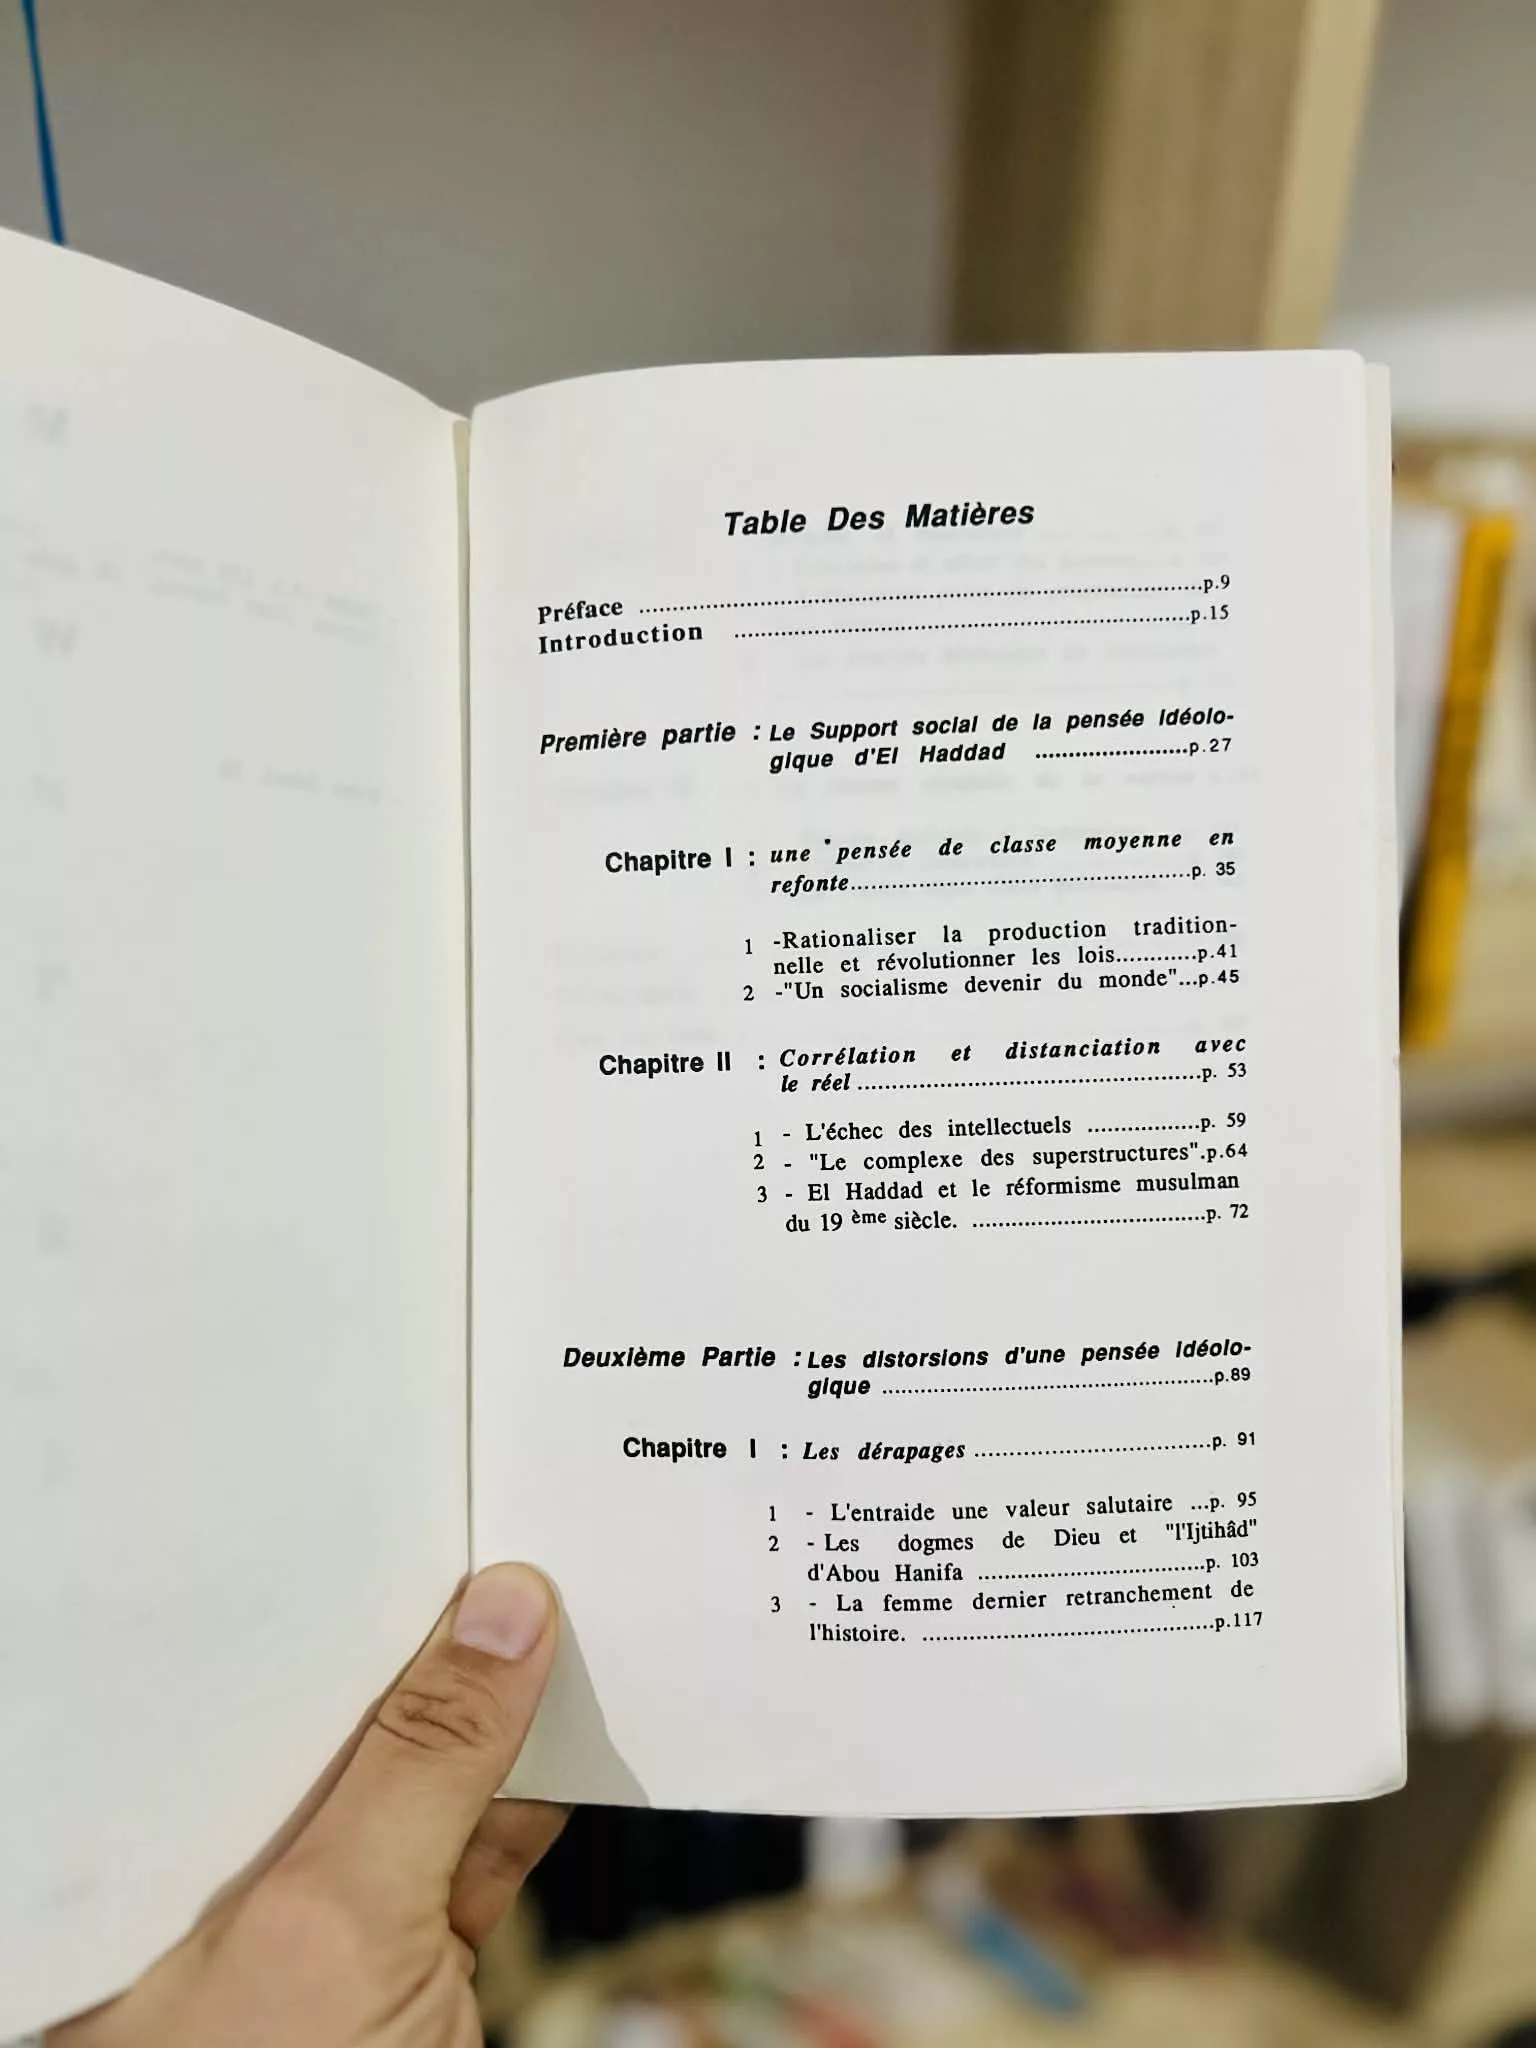 Table Des Matières
Préface ........................................p.9
Introduction ........................................p.15
Première partie : Le Support social de la pensée idéolo-
gique d'El Haddad .......................p.27
Chapitre I : une pensée de classe moyenne en
refonte..................................................p. 35
1 -Rationaliser la production tradition-
nelle et révolutionner les lois............p.41
2 -"Un socialisme devenir du monde"...p.45
Chapitre II : Corrélation et distanciation avec
le réel ..................................................p. 53
1 - L'échec des intellectuels .................p. 59
2 - "Le complexe des superstructures".p.64
3 - El Haddad et le réformisme musulman
du 19 ème siècle. ...................................p. 72
Deuxième Partie : Les distorsions d'une pensée idéolo-
gique ..................................................p.89
Chapitre I : Les dérapages ...................................p. 91
1 - L'entraide une valeur salutaire ...p. 95
2 - Les dogmes de Dieu et "l'Ijtihâd"
d'Abou Hanifa ...................................p. 103
3 - La femme dernier retranchement de
l'histoire. ...........................................p.117